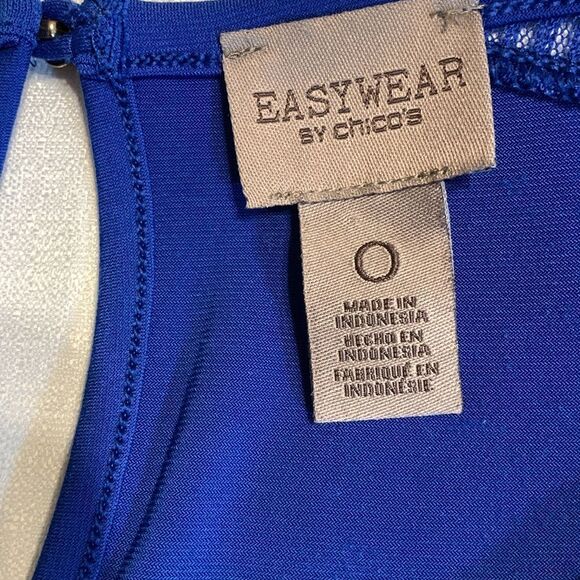 EASYWEAR
BY chico's
0
MADE IN
INDONESIA
HECHO EN
INDONESIA
FABRIQUÉ EN
INDONÉSIE